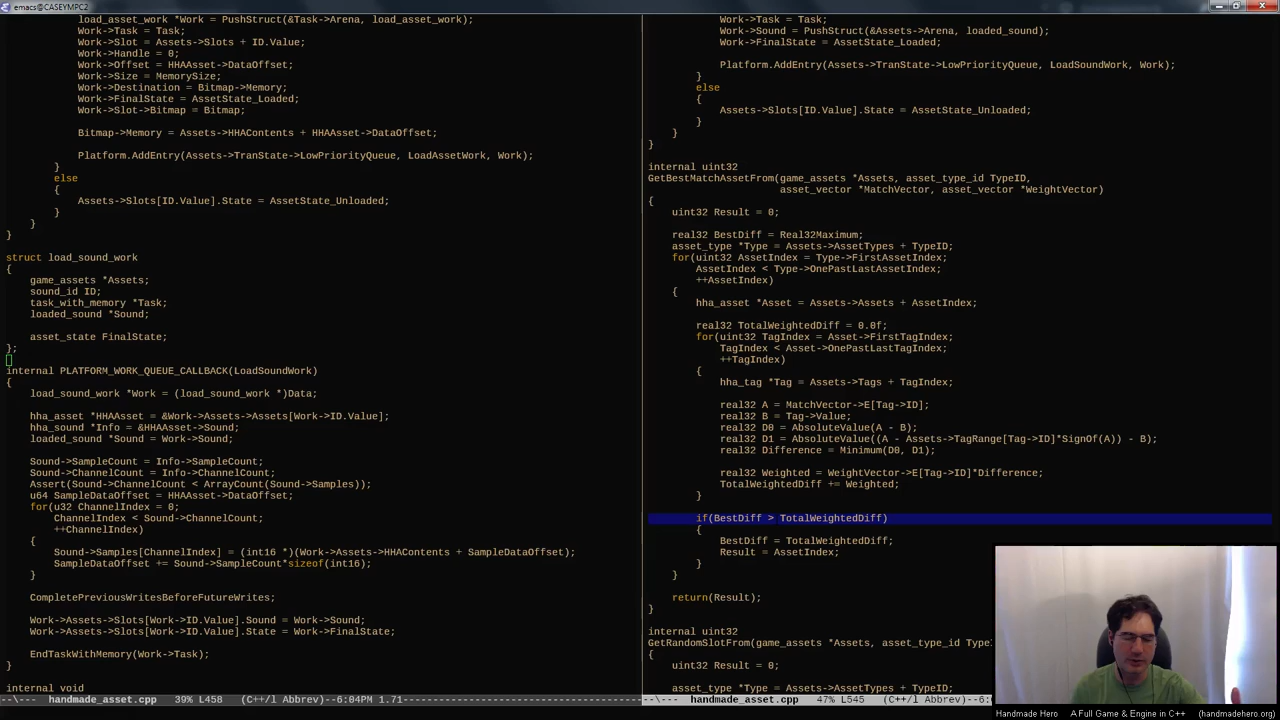 emacs@CASEYMPC2
load_asset_work *Work = PushStruct(&Task->Arena, load_asset_work);
Work->Task = Task;
Work->Slot = Assets->Slots + ID.Value;
Work->Handle = 0;
Work->Offset = HHAAsset->DataOffset;
Work->Size = MemorySize;
Work->Destination = Bitmap->Memory;
Work->FinalState = AssetState_Loaded;
Work->Slot->Bitmap = Bitmap;
Bitmap->Memory = Assets->HHAContents + HHAAsset->DataOffset;
Platform.AddEntry(Assets->TranState->LowPriorityQueue, LoadAssetWork, Work);
}
else
{
Assets->Slots[ID.Value].State = AssetState_Unloaded;
}
}
}
struct load_sound_work
{
game_assets *Assets;
sound_id ID;
task_with_memory *Task;
loaded_sound *Sound;
asset_state FinalState;
};
internal PLATFORM_WORK_QUEUE_CALLBACK(LoadSoundWork)
{
load_sound_work *Work = (load_sound_work *)Data;
hha_asset *HHAAsset = &Work->Assets->Assets[Work->ID.Value];
hha_sound *Info = &HHAAsset->Sound;
loaded_sound *Sound = Work->Sound;
Sound->SampleCount = Info->SampleCount;
Sound->ChannelCount = Info->ChannelCount;
Assert(Sound->ChannelCount < ArrayCount(Sound->Samples));
u64 SampleDataOffset = HHAAsset->DataOffset;
for(u32 ChannelIndex = 0;
ChannelIndex < Sound->ChannelCount;
++ChannelIndex)
{
Sound->Samples[ChannelIndex] = (int16 *)(Work->Assets->HHAContents + SampleDataOffset);
SampleDataOffset += Sound->SampleCount*sizeof(int16);
}
CompletePreviousWritesBeforeFutureWrites;
Work->Assets->Slots[Work->ID.Value].Sound = Work->Sound;
Work->Assets->Slots[Work->ID.Value].State = Work->FinalState;
EndTaskWithMemory(Work->Task);
}
internal void
--\--- handmade_asset.cpp 39% L458 (C++/l Abbrev)--6:04PM 1.71
Work->Task = Task;
Work->Sound = PushStruct(&Assets->Arena, loaded_sound);
Work->FinalState = AssetState_Loaded;
Platform.AddEntry(Assets->TranState->LowPriorityQueue, LoadSoundWork, Work);
}
else
{
Assets->Slots[ID.Value].State = AssetState_Unloaded;
}
}
}
internal uint32
GetBestMatchAssetFrom(game_assets *Assets, asset_type_id TypeID,
asset_vector *MatchVector, asset_vector *WeightVector)
{
uint32 Result = 0;
real32 BestDiff = Real32Maximum;
asset_type *Type = Assets->AssetTypes + TypeID;
for(uint32 AssetIndex = Type->FirstAssetIndex;
AssetIndex < Type->OnePastLastAssetIndex;
++AssetIndex)
{
hha_asset *Asset = Assets->Assets + AssetIndex;
real32 TotalWeightedDiff = 0.0f;
for(uint32 TagIndex = Asset->FirstTagIndex;
TagIndex < Asset->OnePastLastTagIndex;
++TagIndex)
{
hha_tag *Tag = Assets->Tags + TagIndex;
real32 A = MatchVector->E[Tag->ID];
real32 B = Tag->Value;
real32 D0 = AbsoluteValue(A - B);
real32 D1 = AbsoluteValue((A - Assets->TagRange[Tag->ID]*SignOf(A)) - B);
real32 Difference = Minimum(D0, D1);
real32 Weighted = WeightVector->E[Tag->ID]*Difference;
TotalWeightedDiff += Weighted;
}
if(BestDiff > TotalWeightedDiff)
{
BestDiff = TotalWeightedDiff;
Result = AssetIndex;
}
}
return(Result);
}
internal uint32
GetRandomSlotFrom(game_assets *Assets, asset_type_id TypeI
{
uint32 Result = 0;
asset_type *Type = Assets->AssetTypes + TypeID;
--\--- handmade_asset.cpp 47% L545 (C++/l Abbrev)--6:
Handmade Hero A Full Game & Engine in C++ (handmadehero.org)